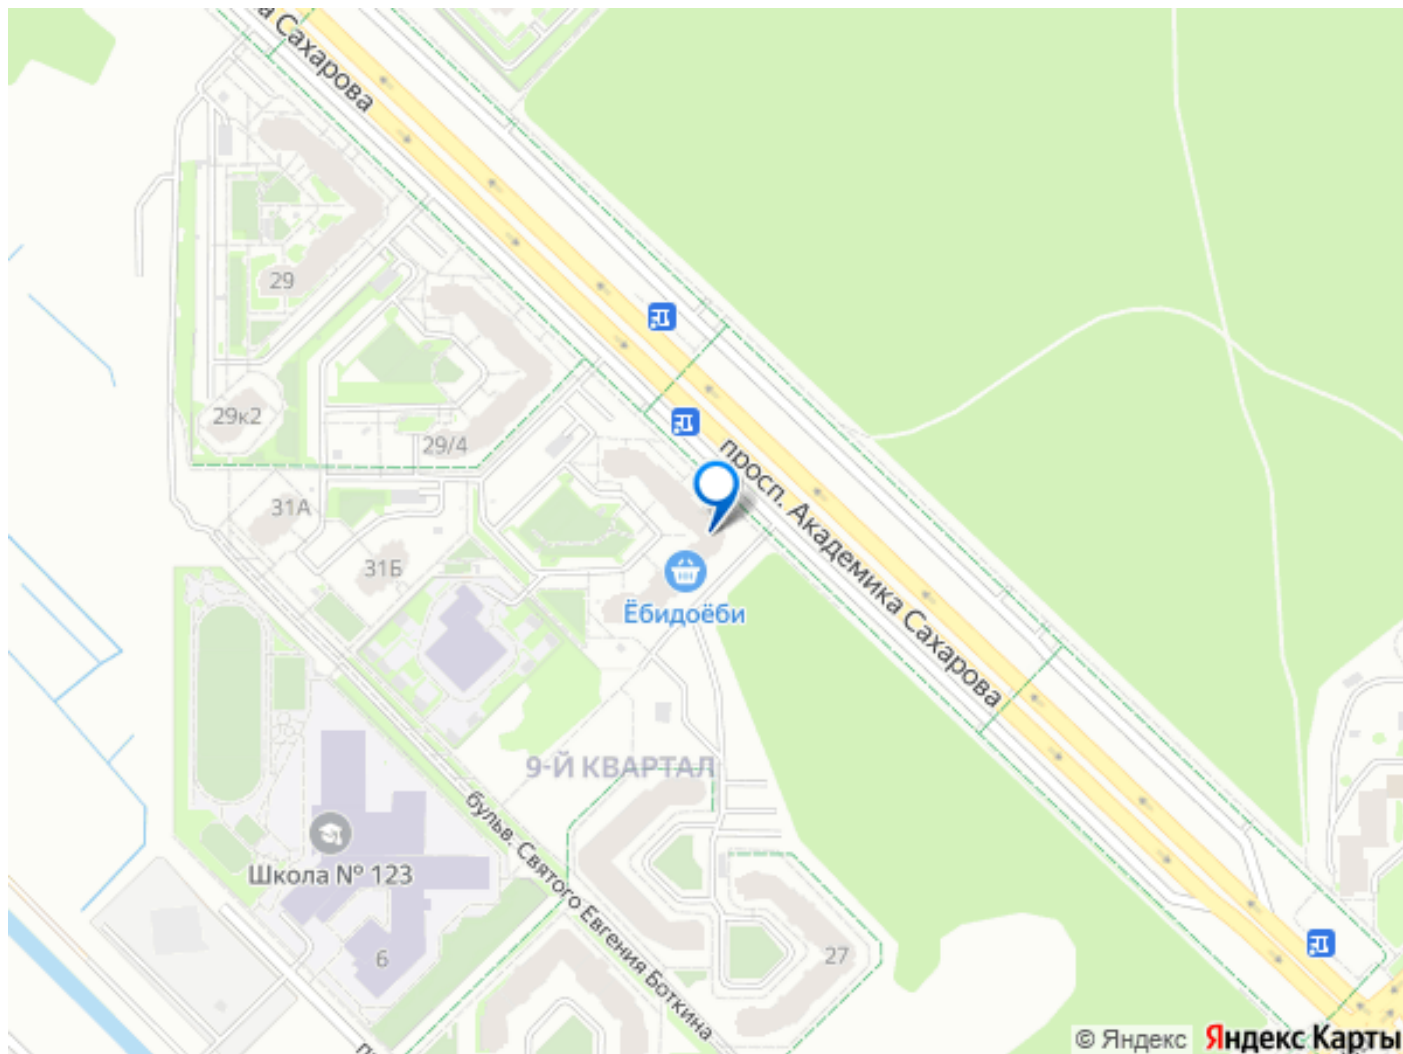 а Сахарова
29
29к2
29/4
31А
31Б
просп. Академика Сахарова
Ёбидоёби
9-Й КВАРТАЛ
бульв. Святого Евгения Боткина
Школа № 123
6
27
© Яндекс Яндекс Карты